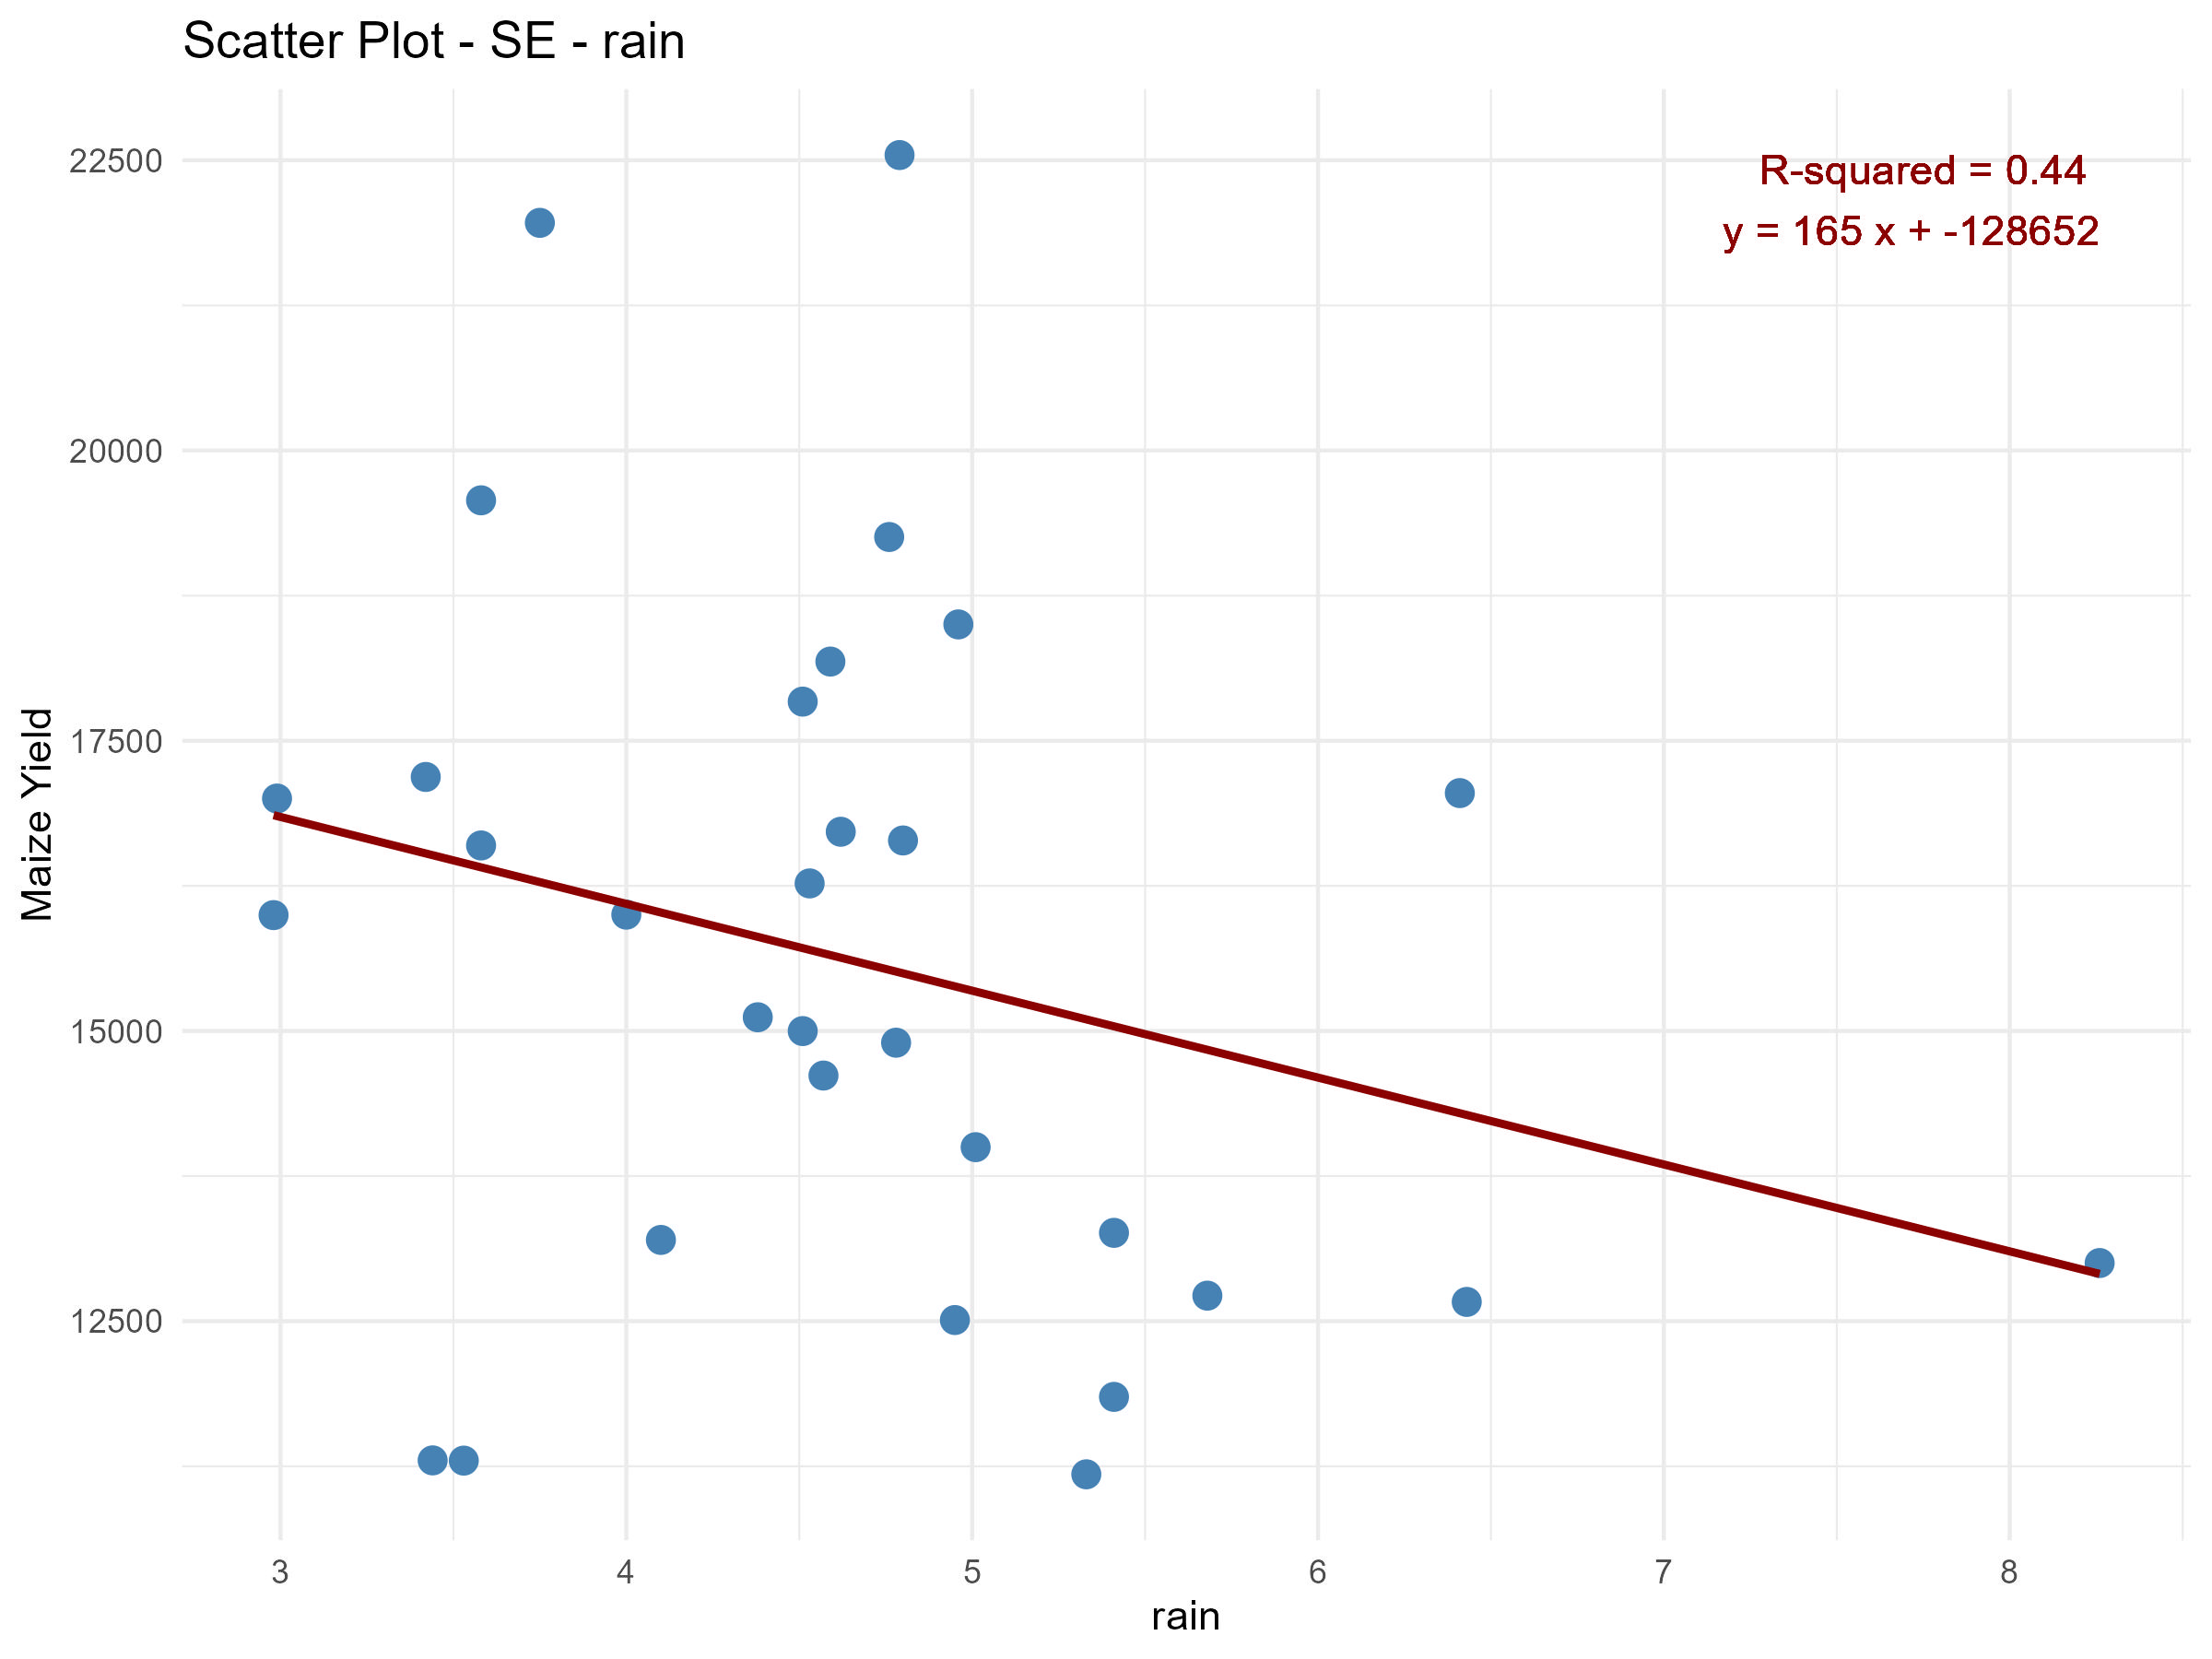 Scatter Plot - SE - rain
R-squared = 0.44
y = 165 x + -128652
22500
20000
17500
15000
12500
Maize Yield
3 4 5 6 7 8
rain